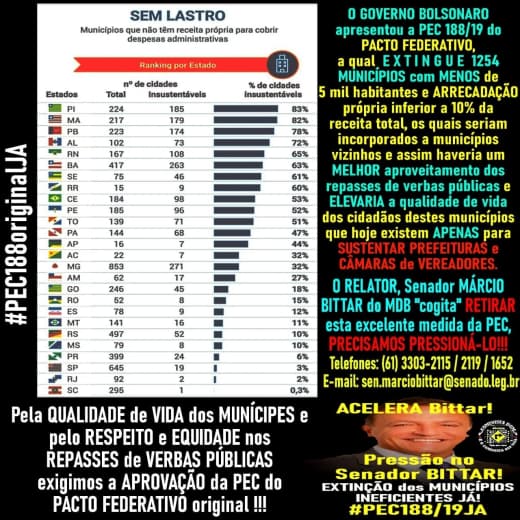 #PEC188originalJA
SEM LASTRO
Municípios que não têm receita própria para cobrir
despesas administrativas
Ranking por Estado
nº de cidades % de cidades
Estados Total Insustentáveis insustentáveis
PI 224 185 83%
MA 217 179 82%
PB 223 174 78%
AL 102 73 72%
RN 167 108 65%
BA 417 263 63%
SE 75 46 61%
RR 15 9 60%
CE 184 98 53%
PE 185 96 52%
TO 139 71 51%
PA 144 68 47%
AP 16 7 44%
AC 22 7 32%
MG 853 271 32%
AM 62 17 27%
GO 246 45 18%
RO 52 8 15%
ES 78 9 12%
MT 141 16 11%
RS 497 52 10%
MS 79 8 10%
PR 399 24 6%
SP 645 19 3%
RJ 92 2 2%
SC 295 1 0,3%
O GOVERNO BOLSONARO
apresentou a PEC 188/19 do
PACTO FEDERATIVO,
a qual E X T I N G U E 1254
MUNICÍPIOS com MENOS de
5 mil habitantes e ARRECADAÇÃO
própria inferior a 10% da
receita total, os quais seriam
incorporados a municípios
vizinhos e assim haveria um
MELHOR aproveitamento dos
repasses de verbas públicas e
ELEVARIA a qualidade de vida
dos cidadãos destes municípios
que hoje existem APENAS para
SUSTENTAR PREFEITURAS e
CÂMARAS de VEREADORES.
O RELATOR, Senador MÁRCIO
BITTAR do MDB "cogita" RETIRAR
esta excelente medida da PEC,
PRECISAMOS PRESSIONÁ-LO!!!
Telefones: (61) 3303-2115 / 2119 / 1652
E-mail: sen.marciobittar@senado.leg.br
Pela QUALIDADE de VIDA dos MUNÍCIPES e
pelo RESPEITO e EQUIDADE nos
REPASSES de VERBAS PÚBLICAS
exigimos a APROVAÇÃO da PEC do
PACTO FEDERATIVO original !!!
ACELERA Bittar!
Pressão no
Senador BITTAR!
EXTINÇÃO dos MUNICÍPIOS
INEFICIENTES JÁ!
#PEC188/19JA